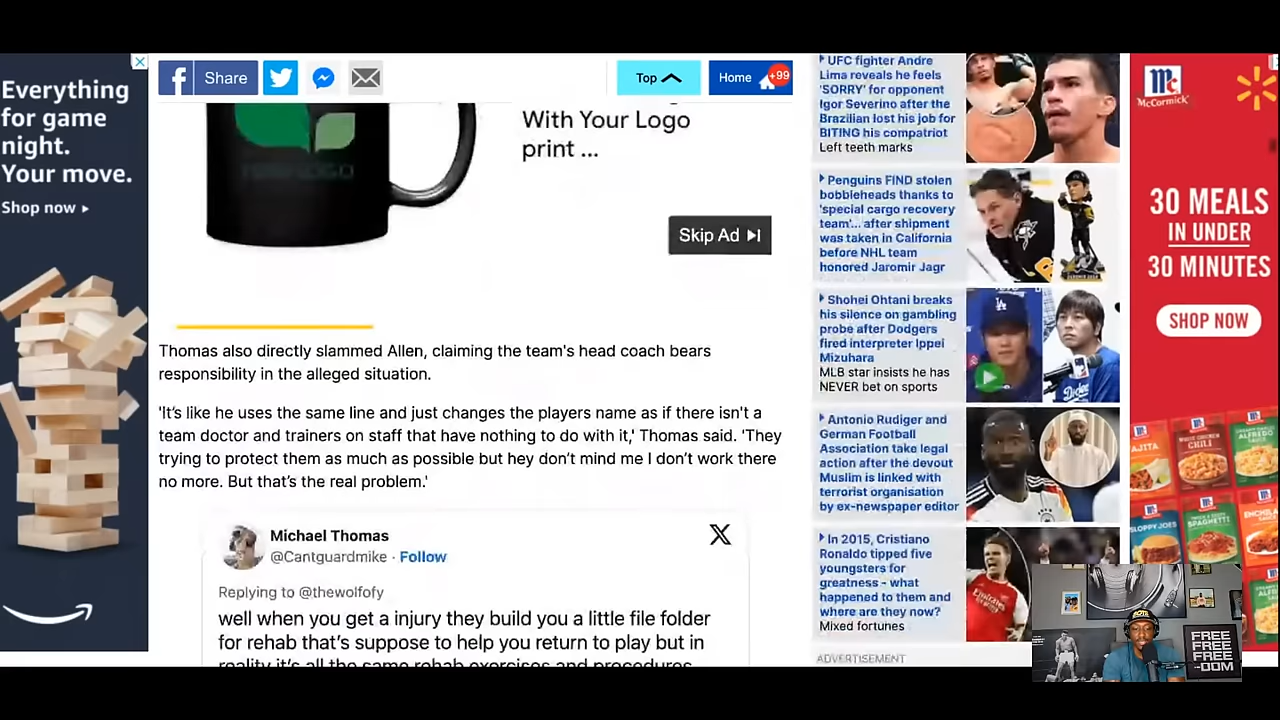 Everything
for game
night.
Your move.
Shop now ▸
f Share
Top
Home +99
With Your Logo
print ...
Skip Ad
Thomas also directly slammed Allen, claiming the team's head coach bears
responsibility in the alleged situation.
'It's like he uses the same line and just changes the players name as if there isn't a
team doctor and trainers on staff that have nothing to do with it,' Thomas said. 'They
trying to protect them as much as possible but hey don't mind me I don't work there
no more. But that's the real problem.'
Michael Thomas
@Cantguardmike · Follow
Replying to @thewolfofy
well when you get a injury they build you a little file folder
for rehab that's suppose to help you return to play but in
reality it's all the same rehab exercises and procedures
UFC fighter Andre
Lima reveals he feels
'SORRY' for opponent
Igor Severino after the
Brazilian lost his job for
BITING his compatriot
Left teeth marks
Penguins FIND stolen
bobbleheads thanks to
'special cargo recovery
team'... after shipment
was taken in California
before NHL team
honored Jaromir Jagr
Shohei Ohtani breaks
his silence on gambling
probe after Dodgers
fired interpreter Ippei
Mizuhara
MLB star insists he has
NEVER bet on sports
Antonio Rudiger and
German Football
Association take legal
action after the devout
Muslim is linked with
terrorist organisation
by ex-newspaper editor
In 2015, Cristiano
Ronaldo tipped five
youngsters for
greatness - what
happened to them and
where are they now?
Mixed fortunes
ADVERTISEMENT
Mc
McCormick
30 MEALS
IN UNDER
30 MINUTES
SHOP NOW
FREE
FREE
FREE
-DOM